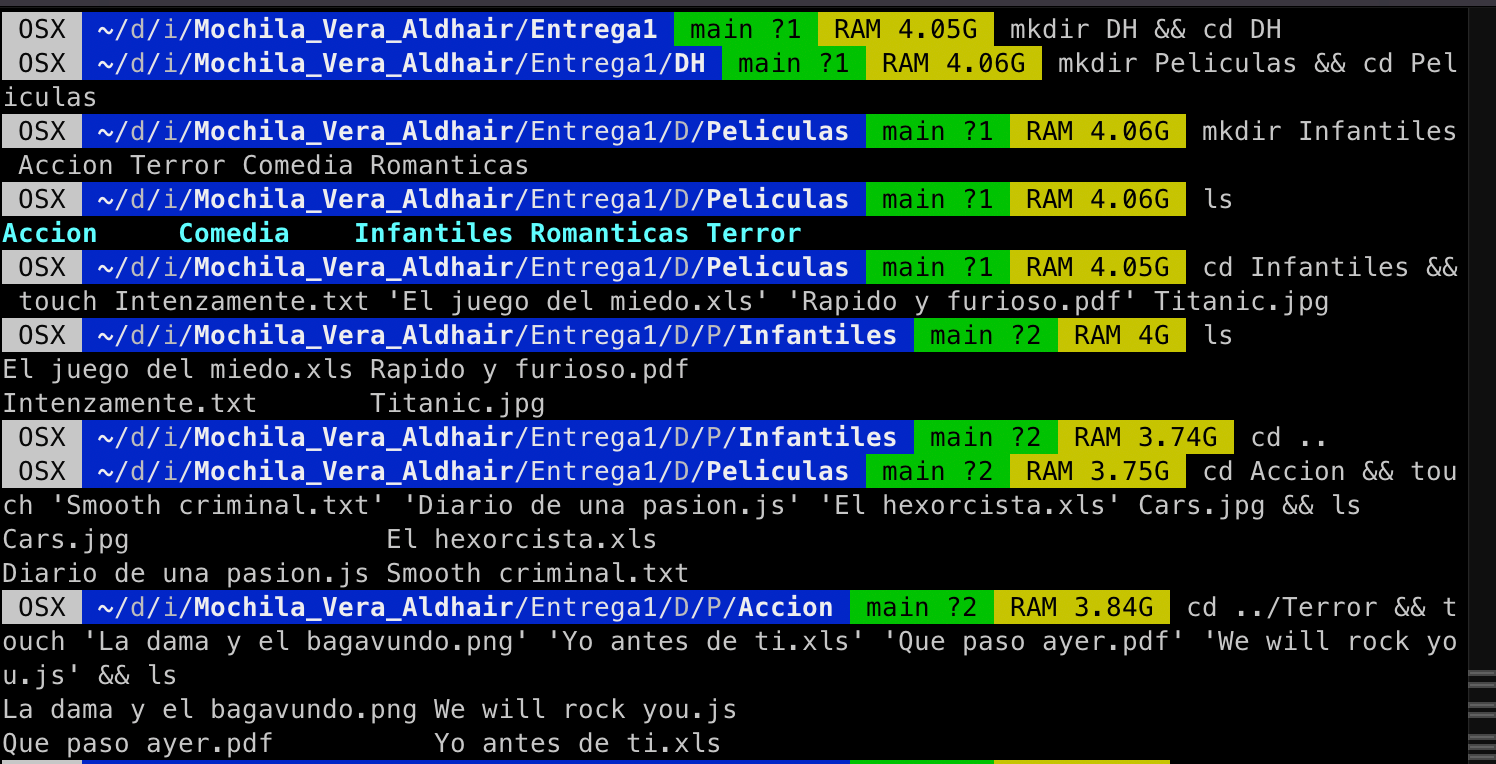 OSX ~/d/i/Mochila_Vera_Aldhair/Entrega1 main ?1 RAM 4.05G mkdir DH && cd DH
OSX ~/d/i/Mochila_Vera_Aldhair/Entrega1/DH main ?1 RAM 4.06G mkdir Peliculas && cd Pel
iculas
OSX ~/d/i/Mochila_Vera_Aldhair/Entrega1/D/Peliculas main ?1 RAM 4.06G mkdir Infantiles
Accion Terror Comedia Romanticas
OSX ~/d/i/Mochila_Vera_Aldhair/Entrega1/D/Peliculas main ?1 RAM 4.06G ls
Accion Comedia Infantiles Romanticas Terror
OSX ~/d/i/Mochila_Vera_Aldhair/Entrega1/D/Peliculas main ?1 RAM 4.05G cd Infantiles &&
touch Intenzamente.txt 'El juego del miedo.xls' 'Rapido y furioso.pdf' Titanic.jpg
OSX ~/d/i/Mochila_Vera_Aldhair/Entrega1/D/P/Infantiles main ?2 RAM 4G ls
El juego del miedo.xls Rapido y furioso.pdf
Intenzamente.txt Titanic.jpg
OSX ~/d/i/Mochila_Vera_Aldhair/Entrega1/D/P/Infantiles main ?2 RAM 3.74G cd ..
OSX ~/d/i/Mochila_Vera_Aldhair/Entrega1/D/Peliculas main ?2 RAM 3.75G cd Accion && tou
ch 'Smooth criminal.txt' 'Diario de una pasion.js' 'El hexorcista.xls' Cars.jpg && ls
Cars.jpg El hexorcista.xls
Diario de una pasion.js Smooth criminal.txt
OSX ~/d/i/Mochila_Vera_Aldhair/Entrega1/D/P/Accion main ?2 RAM 3.84G cd ../Terror && t
ouch 'La dama y el bagavundo.png' 'Yo antes de ti.xls' 'Que paso ayer.pdf' 'We will rock yo
u.js' && ls
La dama y el bagavundo.png We will rock you.js
Que paso ayer.pdf Yo antes de ti.xls